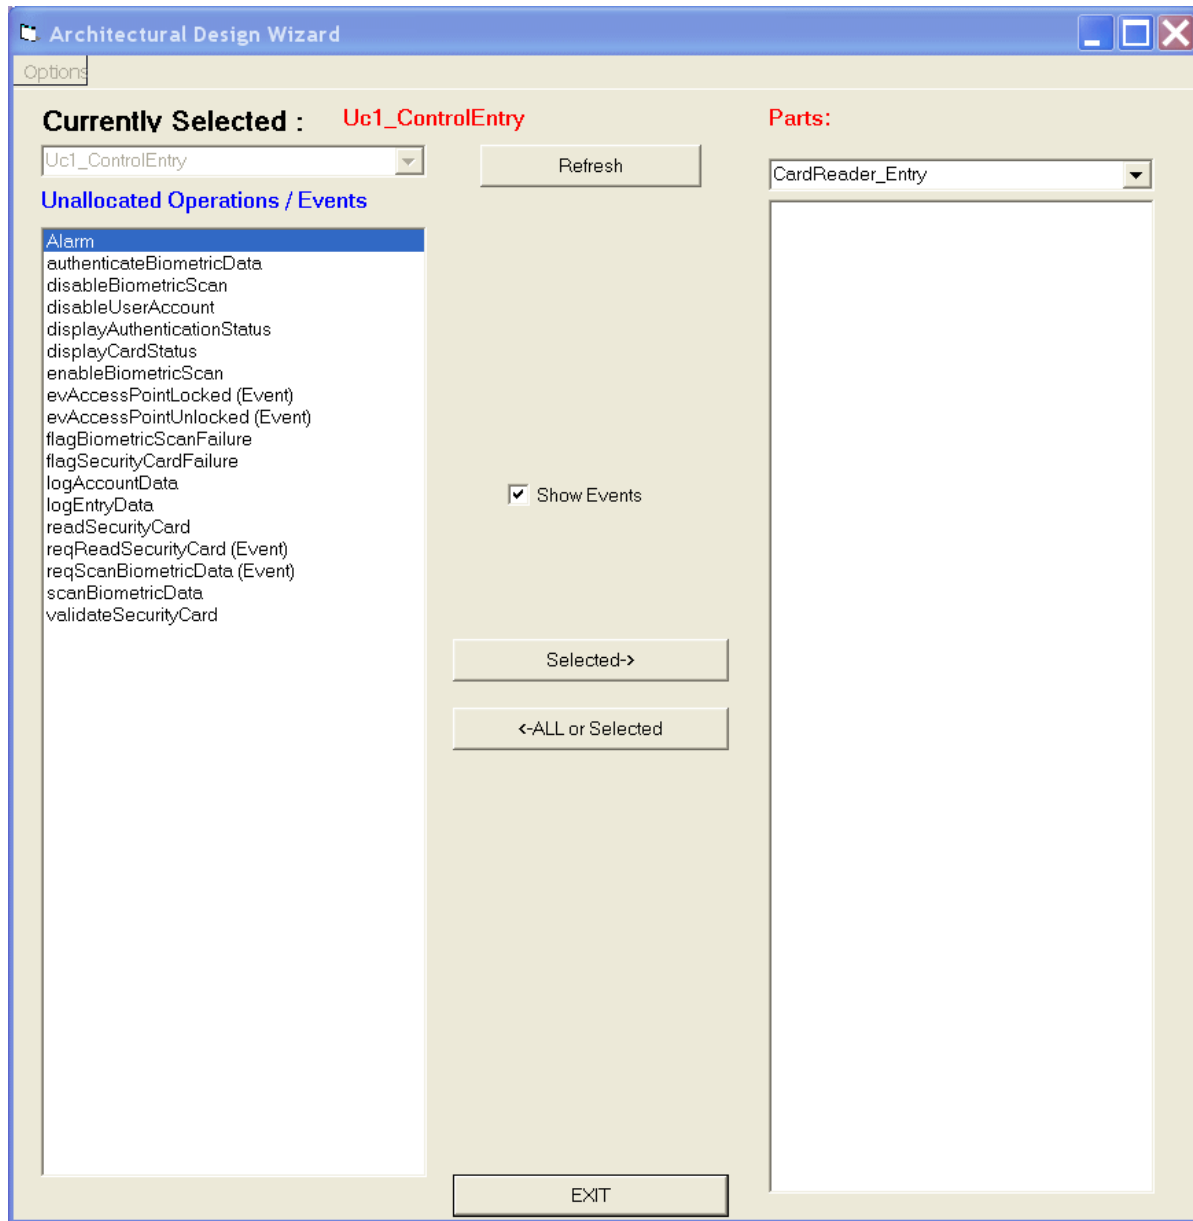 Architectural Design Wizard
Options
Currently Selected :
Uc1_ControlEntry
Parts:
Uc1_ControlEntry
Refresh
CardReader_Entry
Unallocated Operations / Events
Alarm
authenticateBiometricData
disableBiometricScan
disableUserAccount
displayAuthenticationStatus
displayCardStatus
enableBiometricScan
evAccessPointLocked (Event)
evAccessPointUnlocked (Event)
flagBiometricScanFailure
flagSecurityCardFailure
logAccountData
logEntryData
readSecurityCard
reqReadSecurityCard (Event)
reqScanBiometricData (Event)
scanBiometricData
validateSecurityCard
Show Events
Selected->
<-ALL or Selected
EXIT